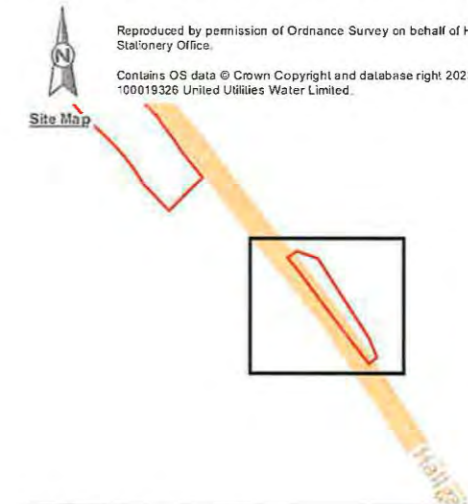 Reproduced by permission of Ordnance Survey on behalf of H
Stationery Office.
Contains OS data © Crown Copyright and database right 202
100019326 United Utilities Water Limited.
N
Site Map